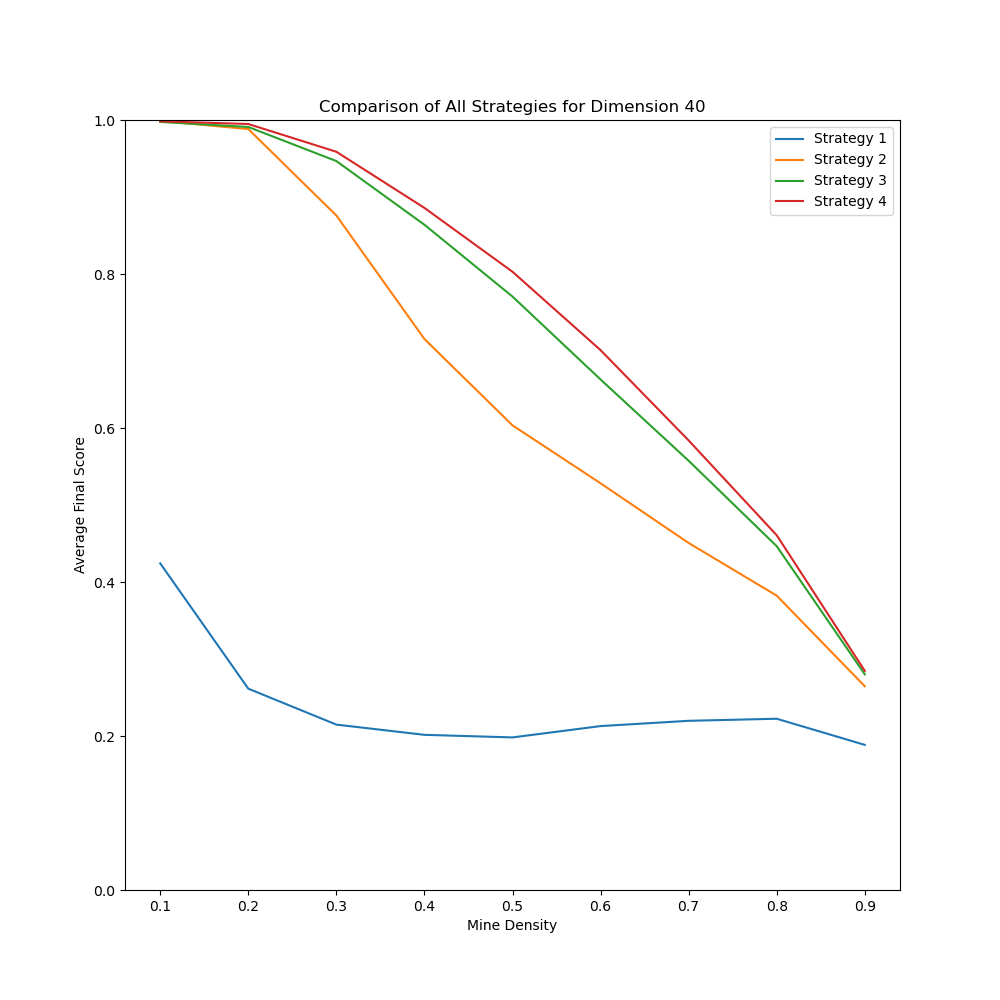 Comparison of All Strategies for Dimension 40
Strategy 1
Strategy 2
Strategy 3
Strategy 4
Average Final Score
1.0
0.8
0.6
0.4
0.2
0.0
0.1 0.2 0.3 0.4 0.5 0.6 0.7 0.8 0.9
Mine Density